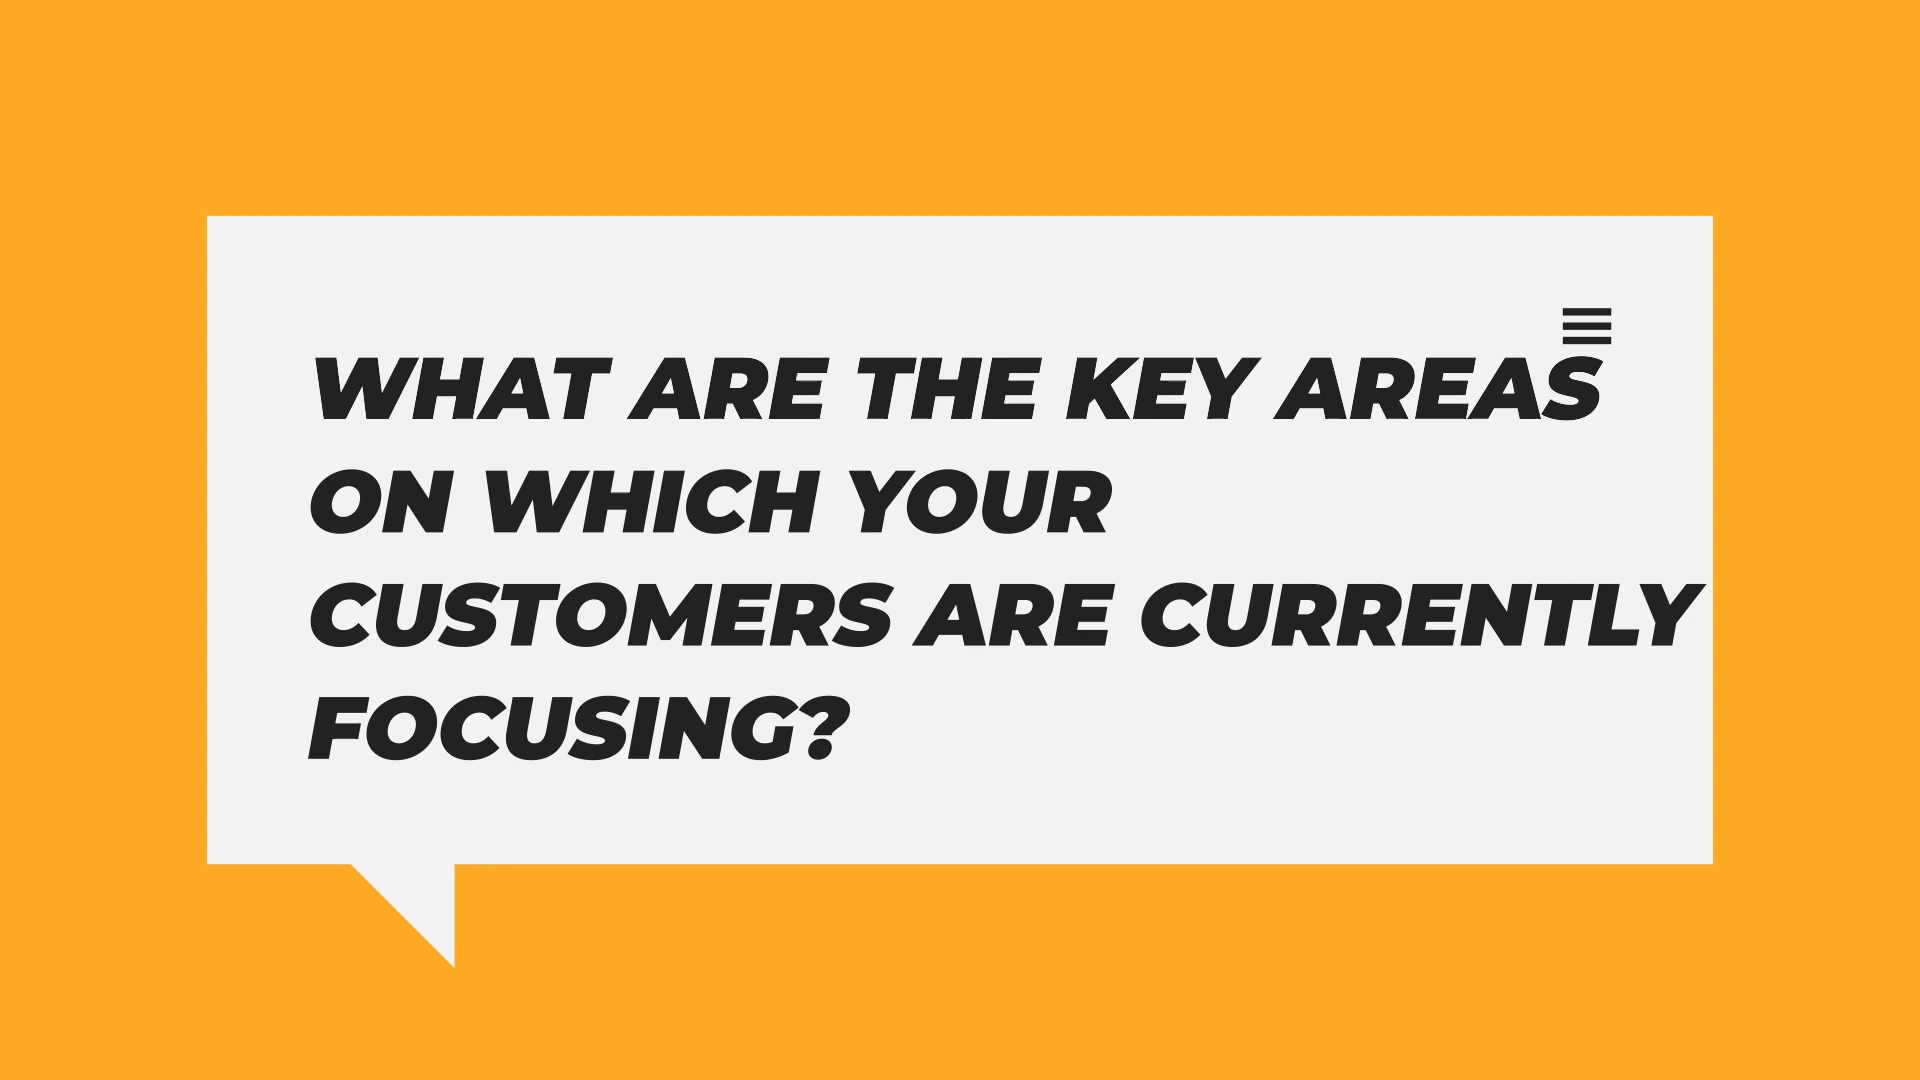 WHAT ARE THE KEY AREAS
ON WHICH YOUR
CUSTOMERS ARE CURRENTLY
FOCUSING?